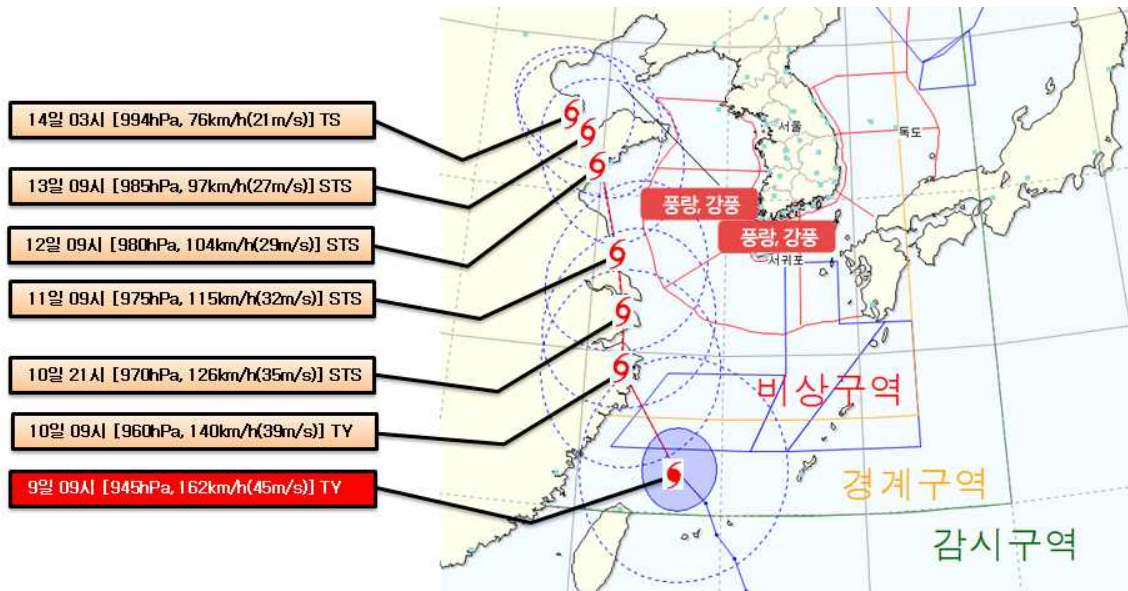 14일 03시 [994hPa, 76km/h(21m/s)] TS
13일 09시 [985hPa, 97km/h(27m/s)] STS
12일 09시 [980hPa, 104km/h(29m/s)] STS
11일 09시 [975hPa, 115km/h(32m/s)] STS
10일 21시 [970hPa, 126km/h(35m/s)] STS
10일 09시 [960hPa, 140km/h(39m/s)] TY
9일 09시 [945hPa, 162km/h(45m/s)] TY
서울
독도
풍랑, 강풍
풍랑, 강풍
서귀포
비상구역
경계구역
감시구역